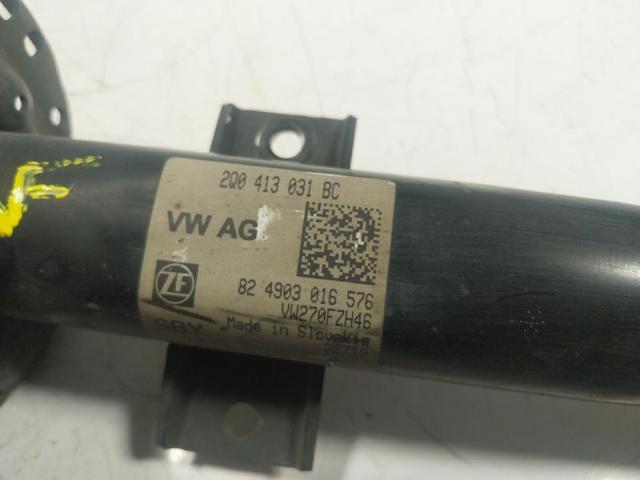 2Q0 413 031 BC
VW AG
ZF
82 4903 016 576
VW270FZH46
SBY
Made in Slovakia